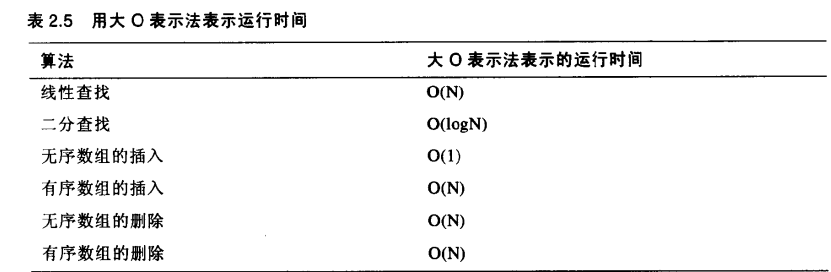 表 2.5 用大 O 表示法表示运行时间
算法 大 O 表示法表示的运行时间
线性查找 O(N)
二分查找 O(logN)
无序数组的插入 O(1)
有序数组的插入 O(N)
无序数组的删除 O(N)
有序数组的删除 O(N)